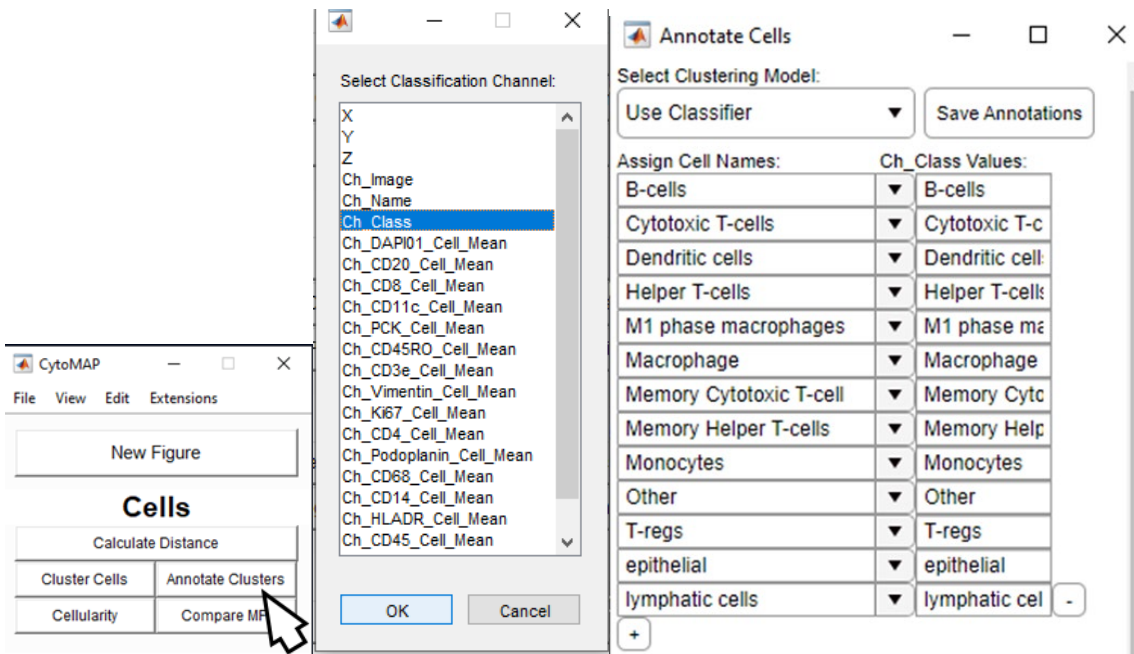 CytoMAP
File View Edit Extensions
New Figure
Cells
Calculate Distance
Cluster Cells Annotate Clusters
Cellularity Compare MF
Select Classification Channel:
X
Y
Z
Ch_Image
Ch_Name
Ch_Class
Ch_DAPI01_Cell_Mean
Ch_CD20_Cell_Mean
Ch_CD8_Cell_Mean
Ch_CD11c_Cell_Mean
Ch_PCK_Cell_Mean
Ch_CD45RO_Cell_Mean
Ch_CD3e_Cell_Mean
Ch_Vimentin_Cell_Mean
Ch_Ki67_Cell_Mean
Ch_CD4_Cell_Mean
Ch_Podoplanin_Cell_Mean
Ch_CD68_Cell_Mean
Ch_CD14_Cell_Mean
Ch_HLADR_Cell_Mean
Ch_CD45_Cell_Mean
OK Cancel
Annotate Cells
Select Clustering Model:
Use Classifier Save Annotations
Assign Cell Names: Ch_Class Values:
B-cells B-cells
Cytotoxic T-cells Cytotoxic T-c
Dendritic cells Dendritic cell
Helper T-cells Helper T-cells
M1 phase macrophages M1 phase ma
Macrophage Macrophage
Memory Cytotoxic T-cell Memory Cytc
Memory Helper T-cells Memory Help
Monocytes Monocytes
Other Other
T-regs T-regs
epithelial epithelial
lymphatic cells lymphatic cel -
+